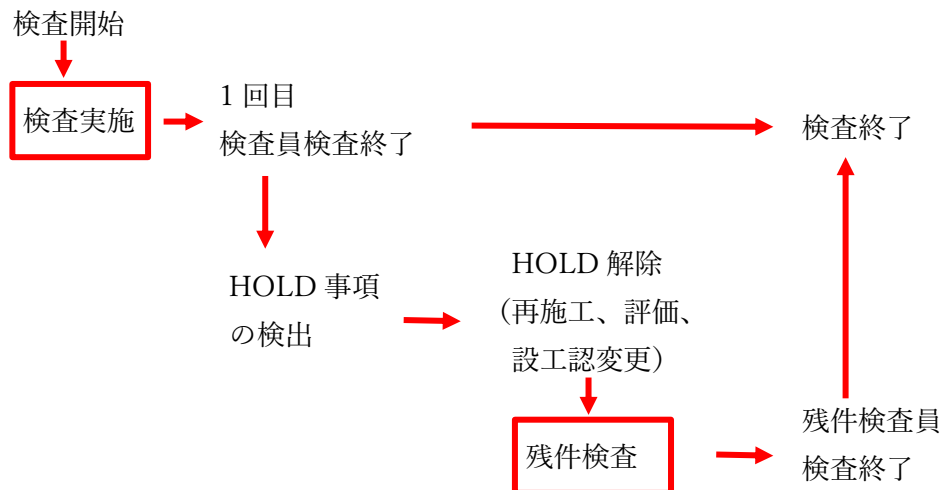 検査開始
検査実施
1回目
検査員検査終了
検査終了
HOLD 事項
の検出
HOLD 解除
（再施工、評価、
設工認変更）
残件検査
残件検査員
検査終了